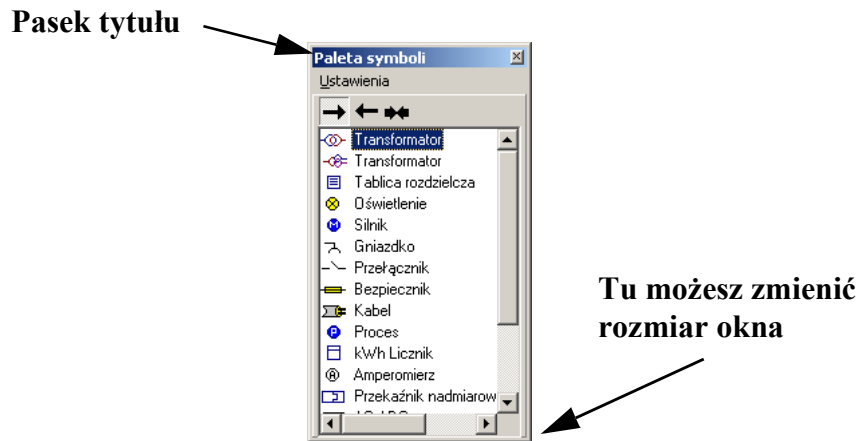 Pasek tytułu
Paleta symboli
Ustawienia
Transformator
Transformator
Tablica rozdzielcza
Oświetlenie
Silnik
Gniazdko
Przełącznik
Bezpiecznik
Kabel
Proces
kWh Licznik
Amperomierz
Przekaźnik nadmiarow
Tu możesz zmienić
rozmiar okna